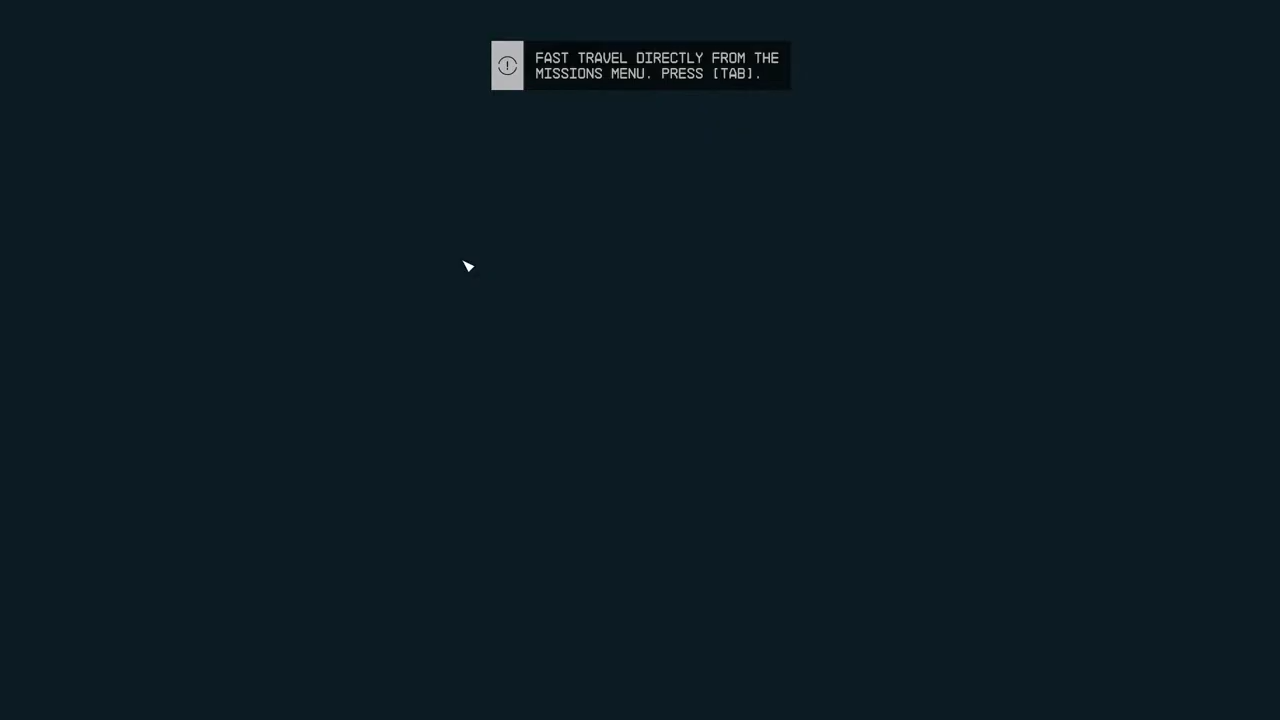 FAST TRAVEL DIRECTLY FROM THE
MISSIONS MENU. PRESS [TAB].